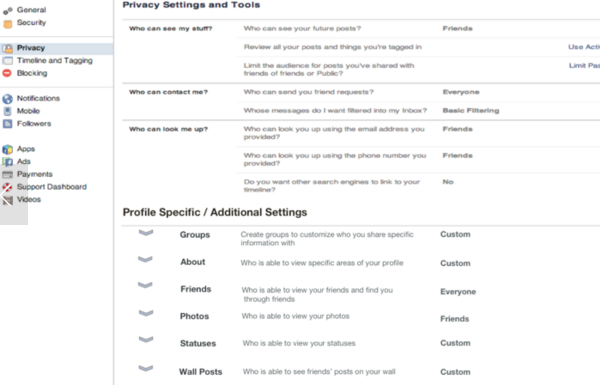 General
Security
Privacy
Timeline and Tagging
Blocking
Notifications
Mobile
Followers
Apps
Ads
Payments
Support Dashboard
Videos
Privacy Settings and Tools
Who can see my stuff? Who can see your future posts? Friends
Review all your posts and things you're tagged in Use Acti
Limit the audience for posts you've shared with Limit Pas
friends of friends or Public?
Who can contact me? Who can send you friend requests? Everyone
Whose messages do I want filtered into my Inbox? Basic Filtering
Who can look me up? Who can look you up using the email address you Friends
provided?
Who can look you up using the phone number you Friends
provided?
Do you want other search engines to link to your No
timeline?
Profile Specific / Additional Settings
Groups Create groups to customize who you share specific Custom
information with
About Who is able to view specific areas of your profile Custom
Friends Who is able to view your friends and find you Everyone
through friends
Photos Who is able to view your photos Friends
Statuses Who is able to view your statuses Custom
Wall Posts Who is able to see friends' posts on your wall Custom